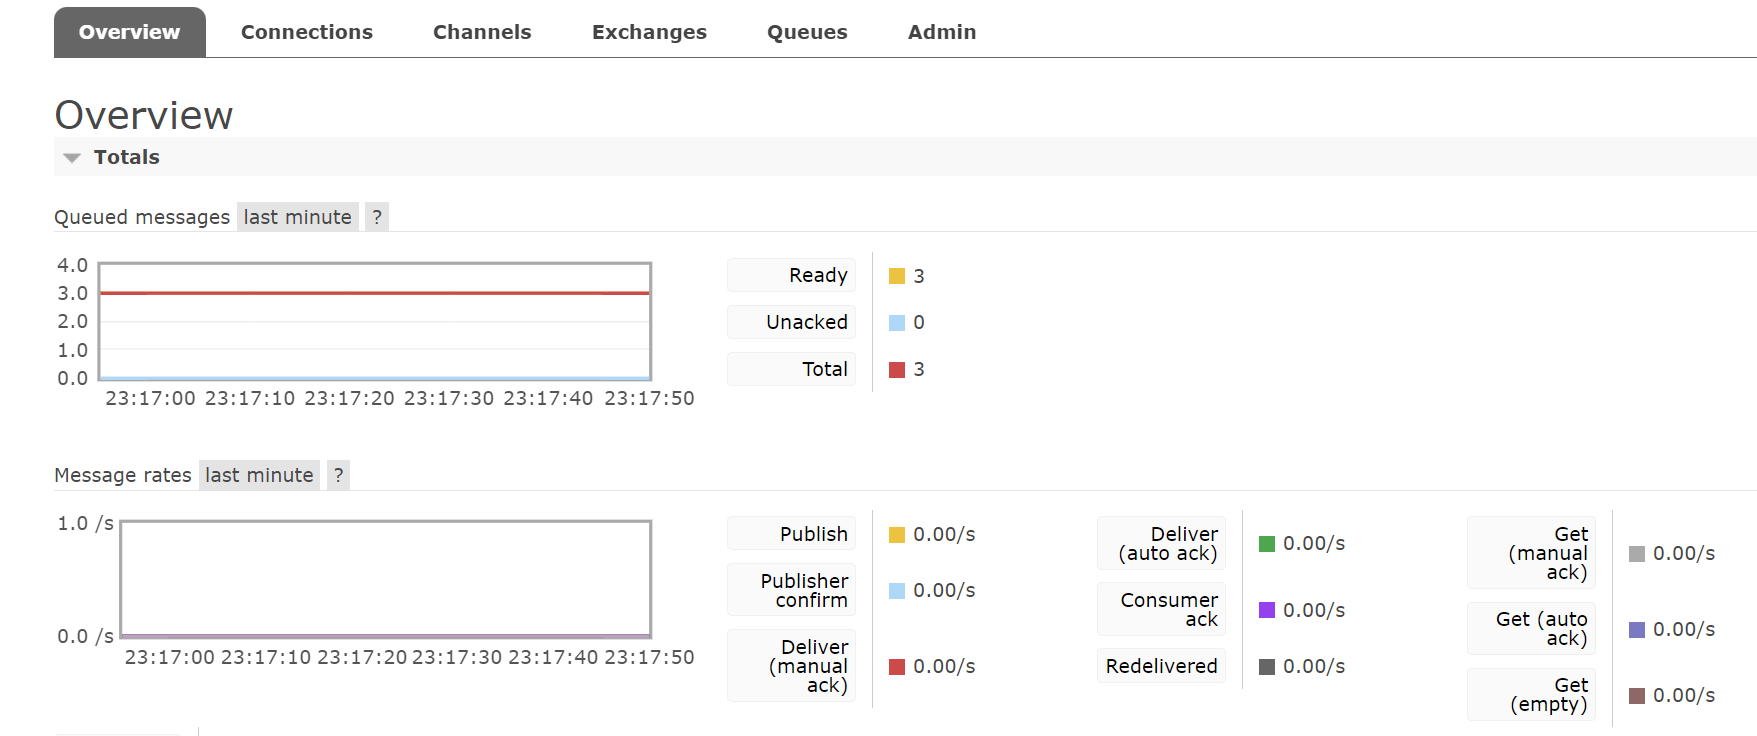 Overview Connections Channels Exchanges Queues Admin
Overview
Totals
Queued messages last minute ?
4.0
3.0
2.0
1.0
0.0
23:17:00 23:17:10 23:17:20 23:17:30 23:17:40 23:17:50
Ready 3
Unacked 0
Total 3
Message rates last minute ?
1.0 /s
0.0 /s
23:17:00 23:17:10 23:17:20 23:17:30 23:17:40 23:17:50
Publish 0.00/s
Publisher
confirm 0.00/s
Deliver
(manual
ack) 0.00/s
Deliver
(auto ack) 0.00/s
Consumer
ack 0.00/s
Redelivered 0.00/s
Get
(manual
ack) 0.00/s
Get (auto
ack) 0.00/s
Get
(empty) 0.00/s